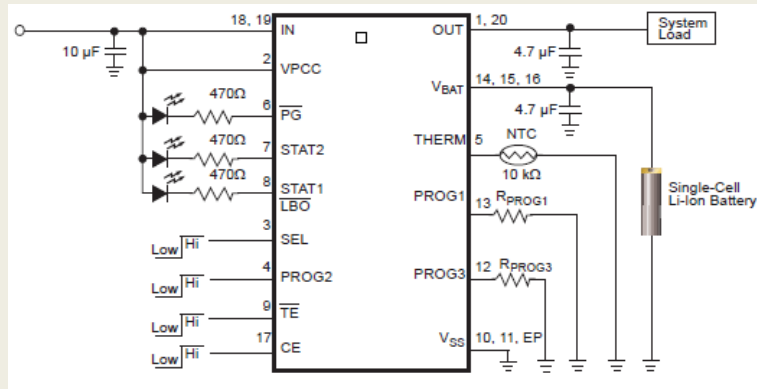 18, 19
IN
OUT
1, 20
System
Load
10 µF
4.7 µF
2
VPCC
VBAT
14, 15, 16
470Ω
6
PG
4.7 µF
470Ω
7
STAT2
THERM
5
NTC
10 kΩ
470Ω
8
STAT1
LBO
PROG1
13
RPROG1
Single-Cell
Li-Ion Battery
3
SEL
Low
Hi
4
PROG2
Low
Hi
PROG3
12
RPROG3
9
TE
Low
Hi
17
CE
Low
Hi
VSS
10, 11, EP